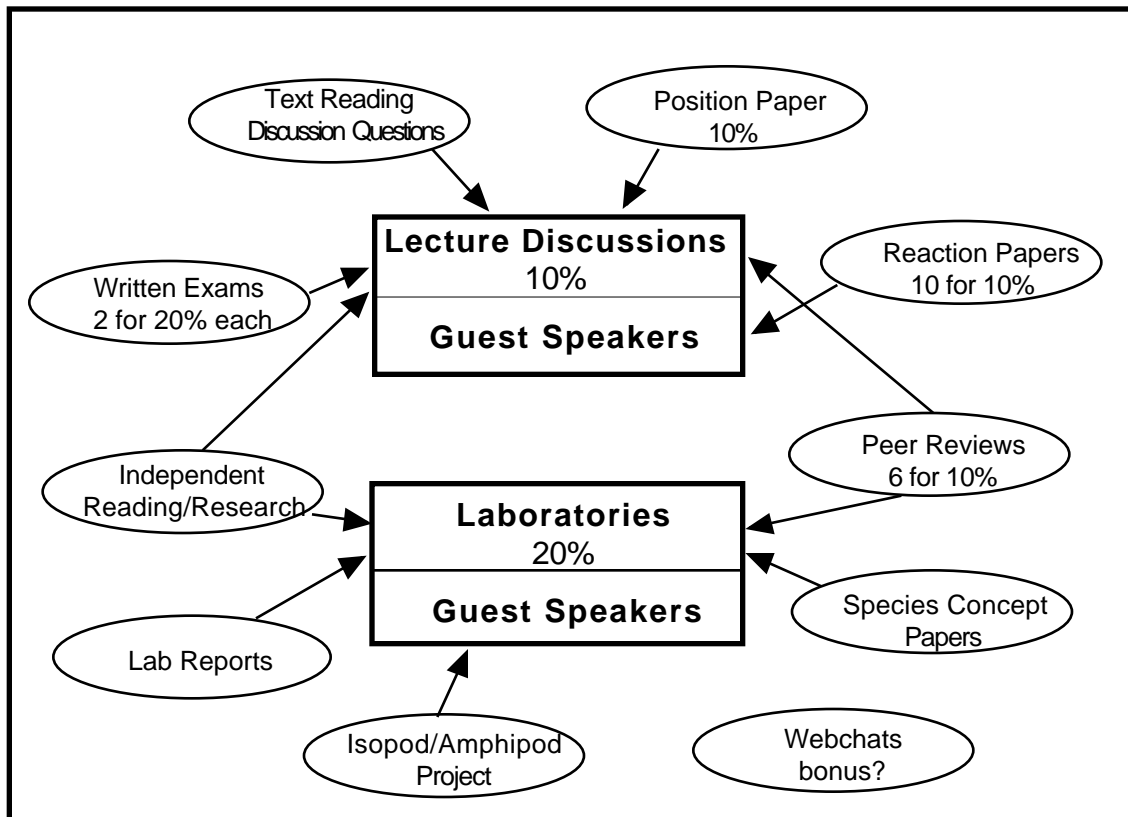 Text Reading
Discussion Questions
Position Paper
10%
Lecture Discussions
10%
Guest Speakers
Written Exams
2 for 20% each
Reaction Papers
10 for 10%
Independent
Reading/Research
Peer Reviews
6 for 10%
Laboratories
20%
Guest Speakers
Lab Reports
Species Concept
Papers
Isopod/Amphipod
Project
Webchats
bonus?